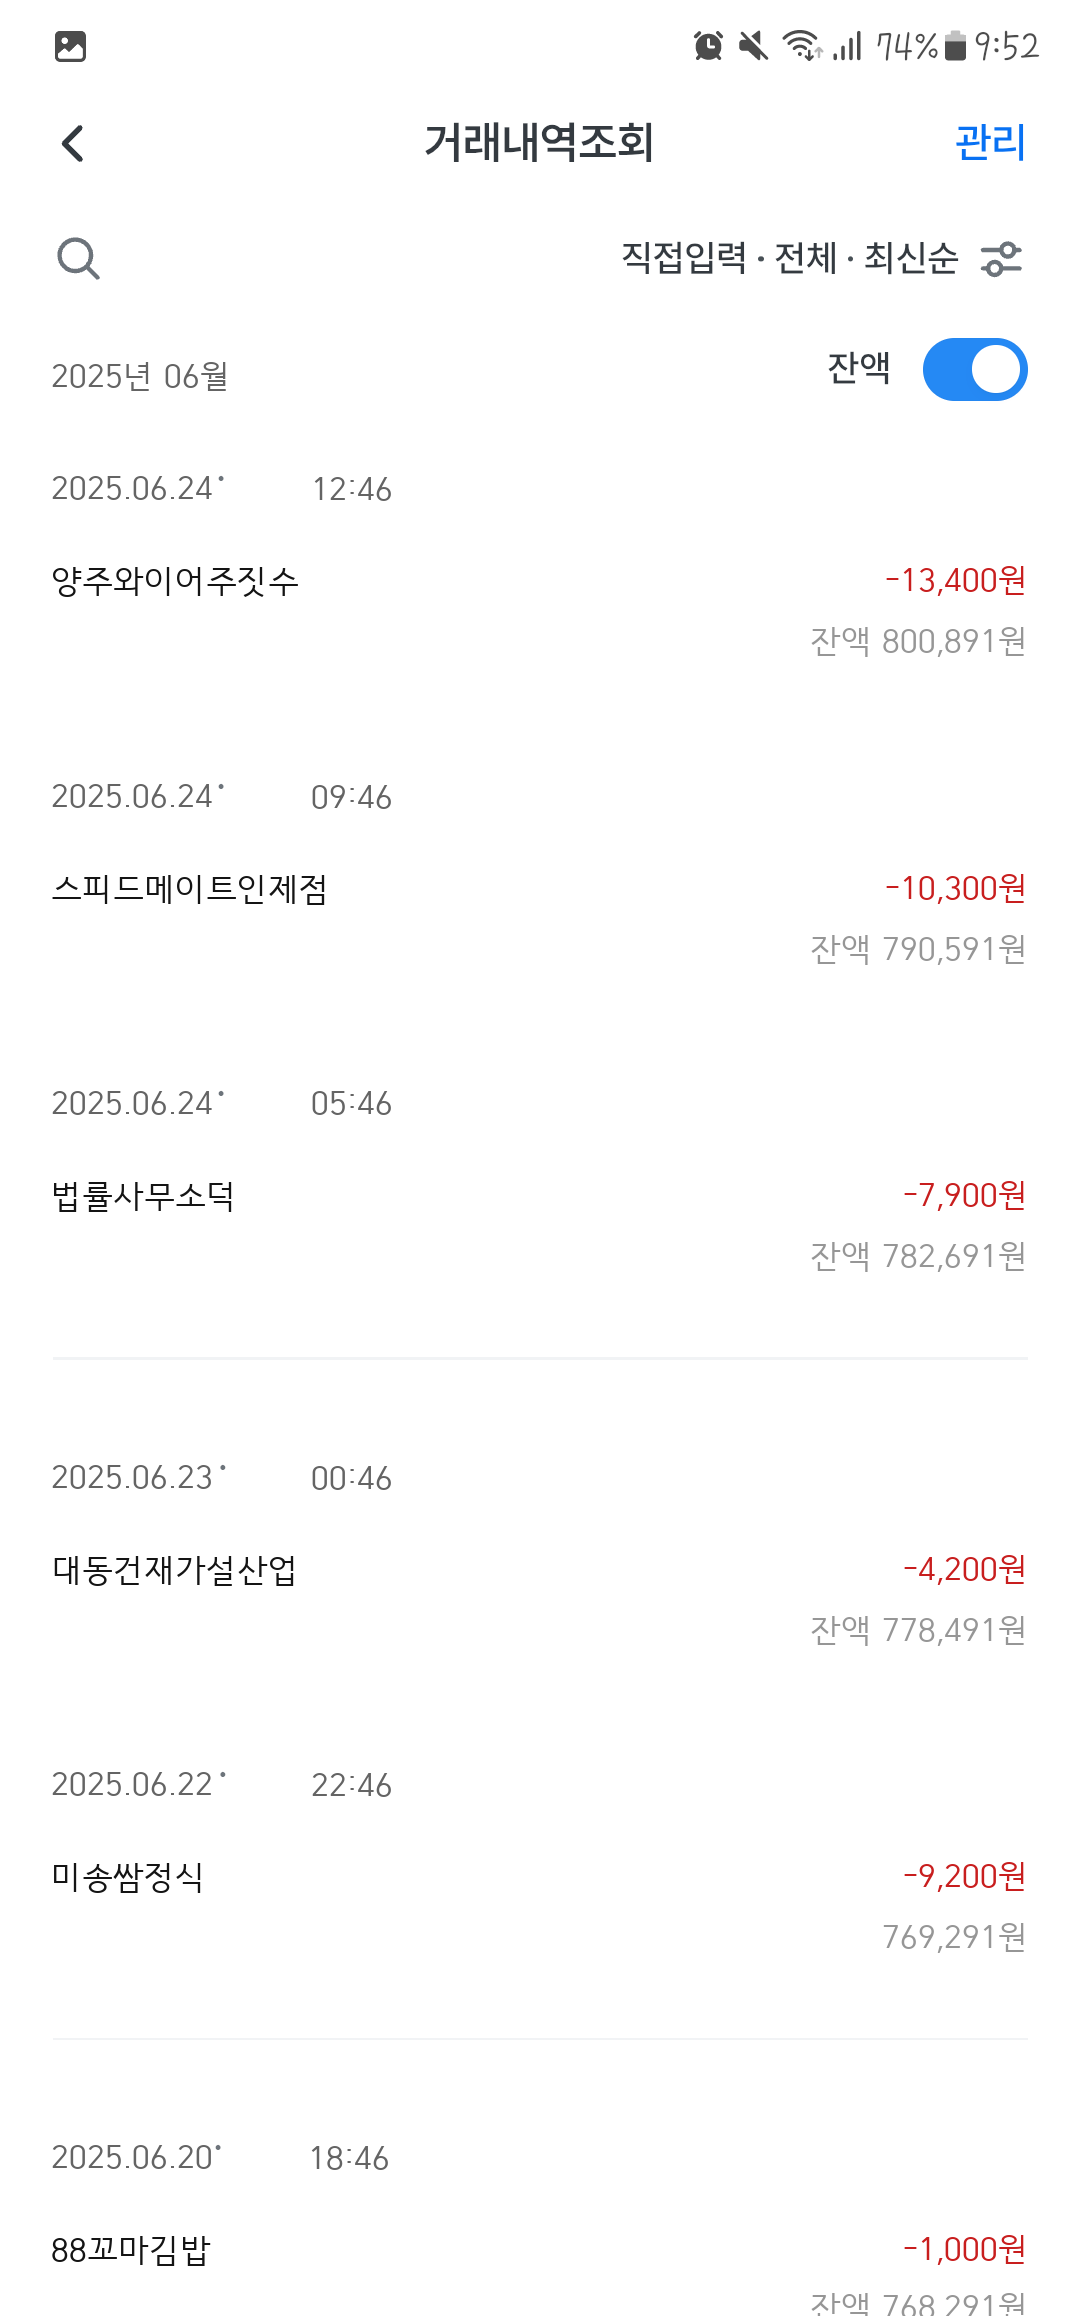 74% 9:52
거래내역조회 관리
직접입력 · 전체 · 최신순
2025년 06월 잔액
2025.06.24· 12:46
양주와이어주짓수 -13,400원
잔액 800,891원
2025.06.24· 09:46
스피드메이트인제점 -10,300원
잔액 790,591원
2025.06.24· 05:46
법률사무소덕 -7,900원
잔액 782,691원
2025.06.23· 00:46
대동건재가설산업 -4,200원
잔액 778,491원
2025.06.22· 22:46
미송쌈정식 -9,200원
769,291원
2025.06.20· 18:46
88꼬마김밥 -1,000원
잔액 768,291원